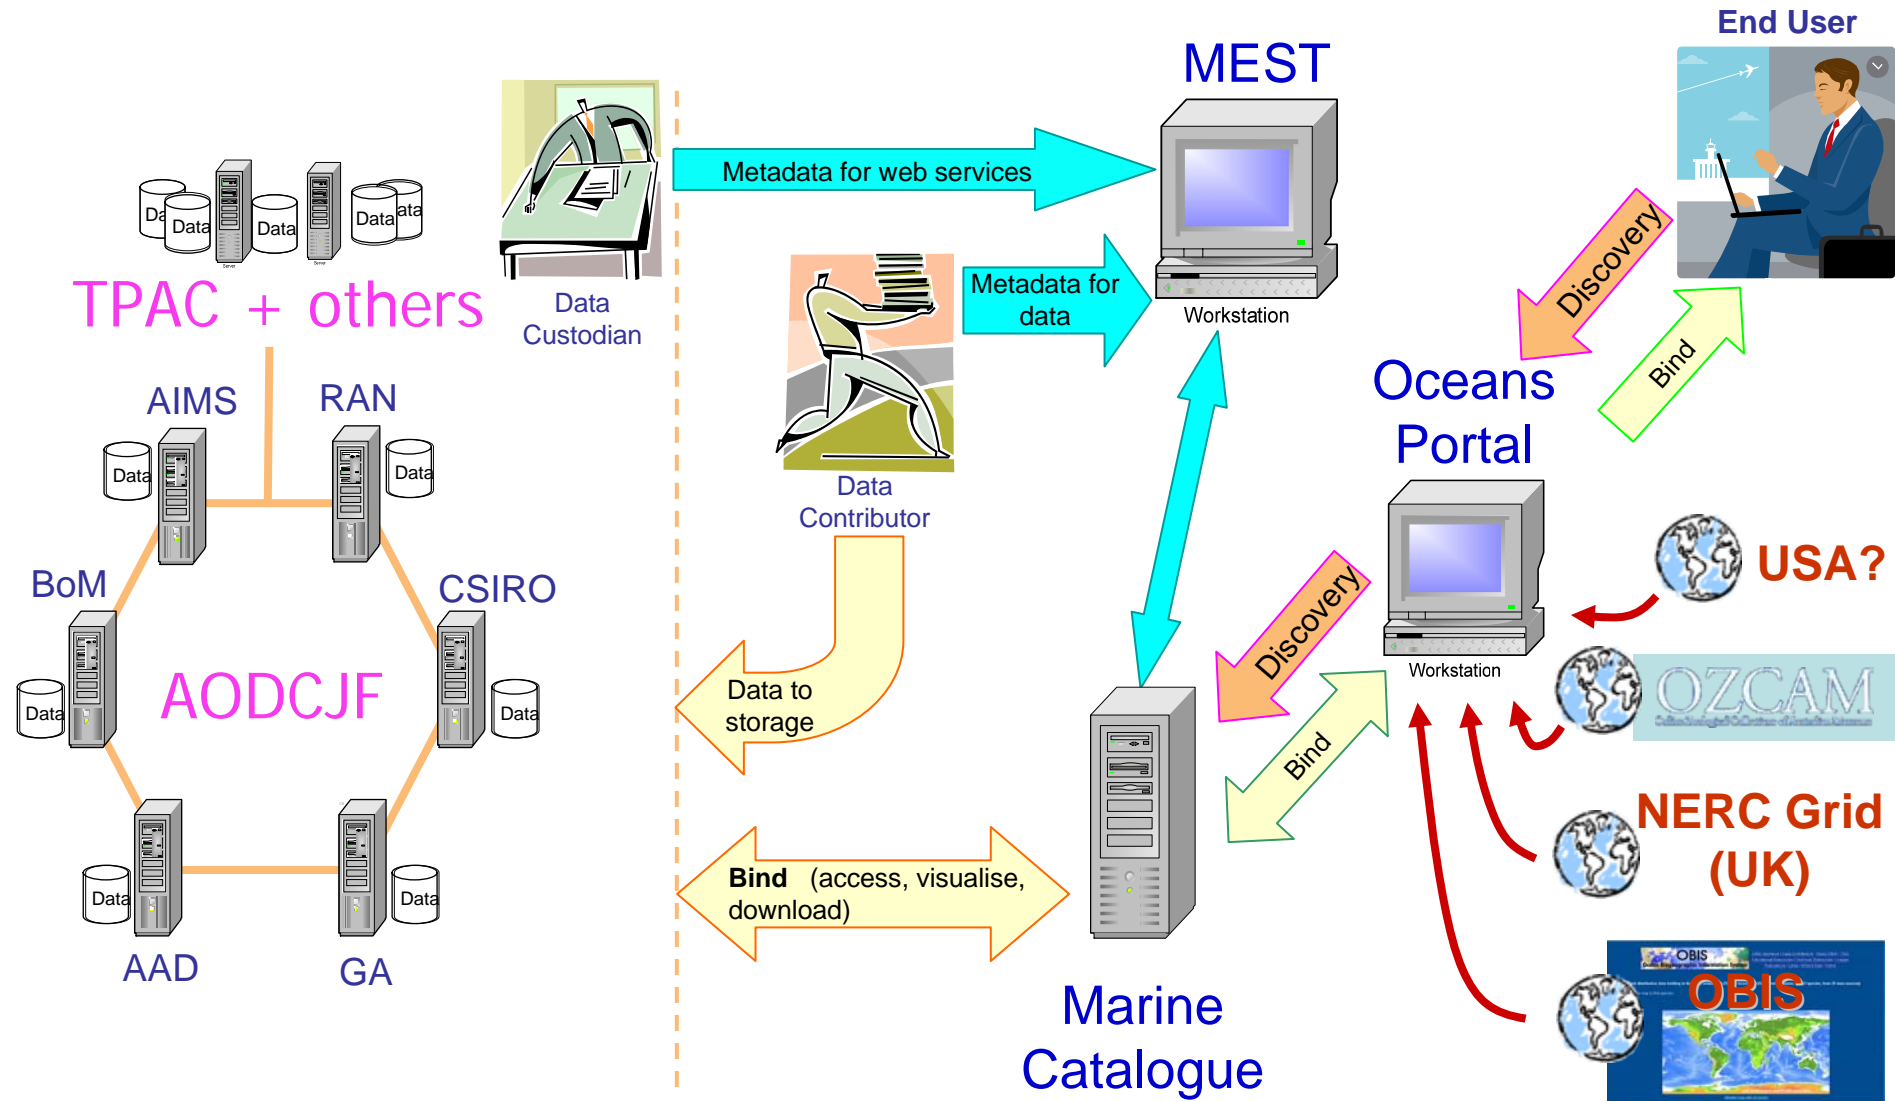 End User
MEST
Metadata for web services
Data
Data
Data
Data
ata
Server
Server
TPAC + others
Data
Custodian
Metadata for
data
Workstation
Discovery
Bind
Oceans
Portal
AIMS
RAN
Data
Data
Data
Contributor
BoM
CSIRO
USA?
Discovery
Workstation
AODCJF
Data
Data
Data to
storage
OZCAM
Bind
NERC Grid
(UK)
Bind (access, visualise,
download)
Data
Data
AAD
GA
OBIS
OBIS
Marine
Catalogue